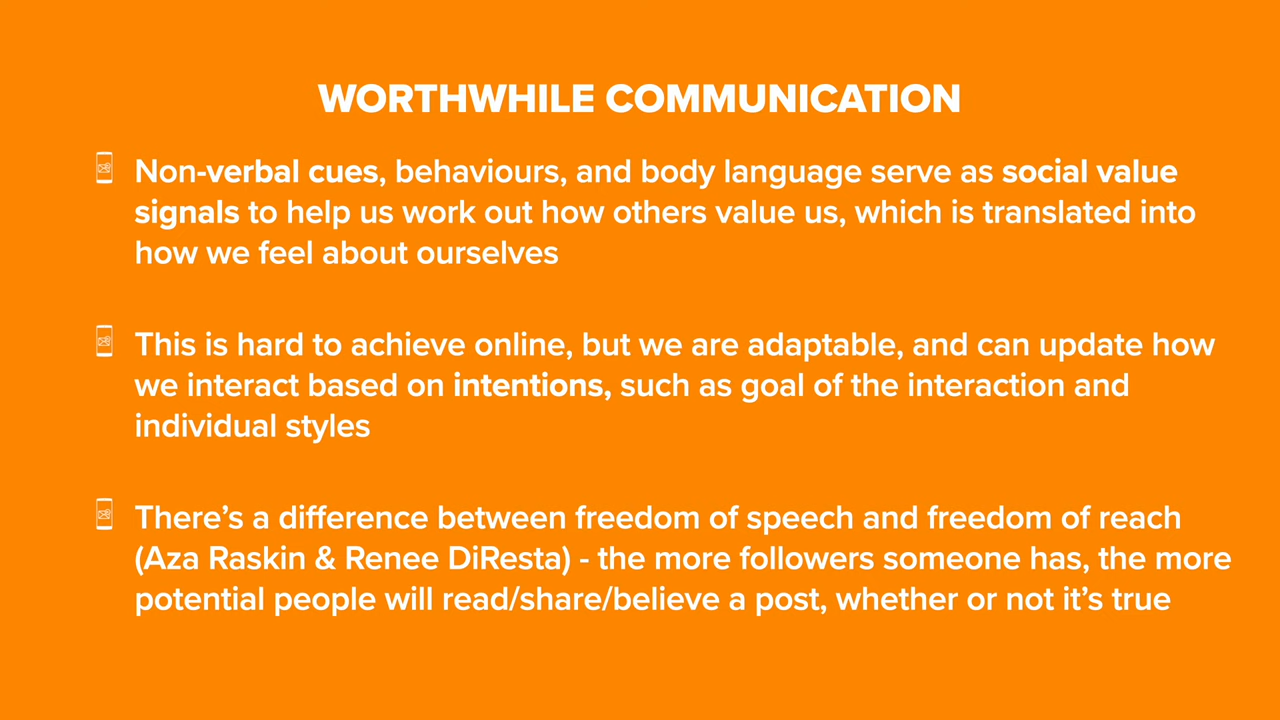 WORTHWHILE COMMUNICATION
Non-verbal cues, behaviours, and body language serve as social value
signals to help us work out how others value us, which is translated into
how we feel about ourselves
This is hard to achieve online, but we are adaptable, and can update how
we interact based on intentions, such as goal of the interaction and
individual styles
There’s a difference between freedom of speech and freedom of reach
(Aza Raskin & Renee DiResta) - the more followers someone has, the more
potential people will read/share/believe a post, whether or not it’s true